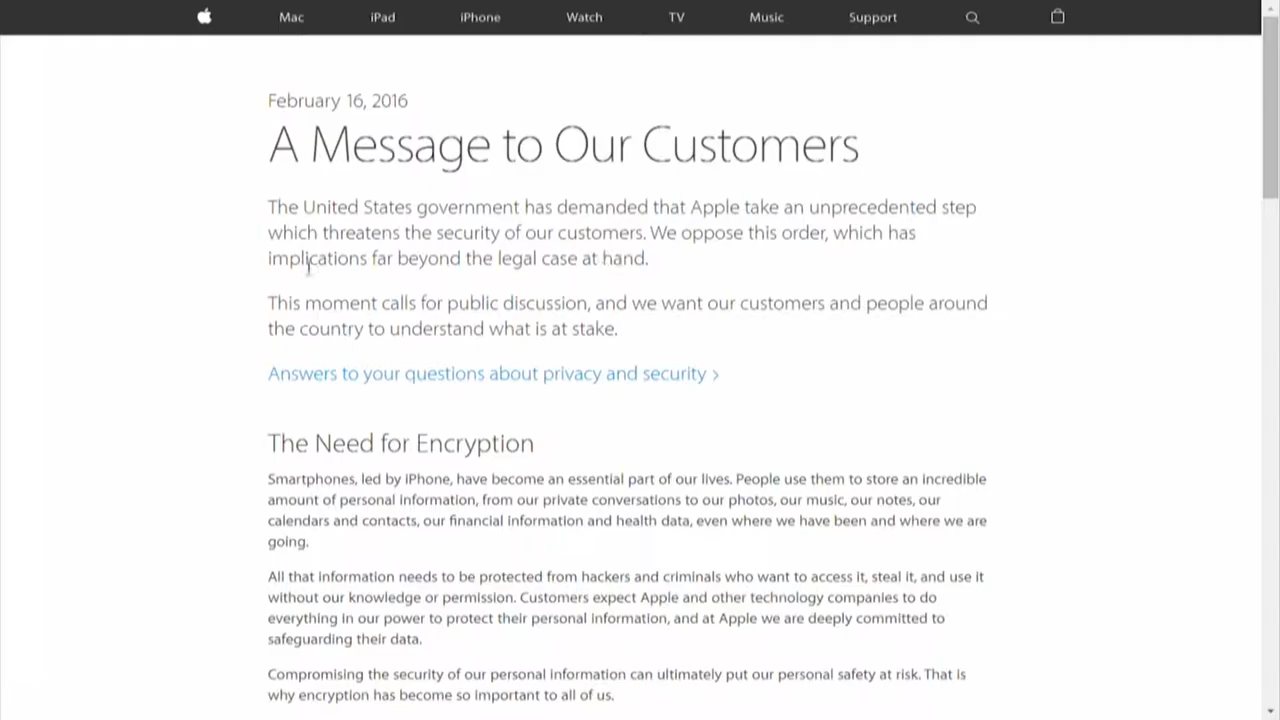 Mac iPad iPhone Watch TV Music Support
February 16, 2016
A Message to Our Customers
The United States government has demanded that Apple take an unprecedented step
which threatens the security of our customers. We oppose this order, which has
implications far beyond the legal case at hand.
This moment calls for public discussion, and we want our customers and people around
the country to understand what is at stake.
Answers to your questions about privacy and security >
The Need for Encryption
Smartphones, led by iPhone, have become an essential part of our lives. People use them to store an incredible
amount of personal information, from our private conversations to our photos, our music, our notes, our
calendars and contacts, our financial information and health data, even where we have been and where we are
going.
All that information needs to be protected from hackers and criminals who want to access it, steal it, and use it
without our knowledge or permission. Customers expect Apple and other technology companies to do
everything in our power to protect their personal information, and at Apple we are deeply committed to
safeguarding their data.
Compromising the security of our personal information can ultimately put our personal safety at risk. That is
why encryption has become so important to all of us.